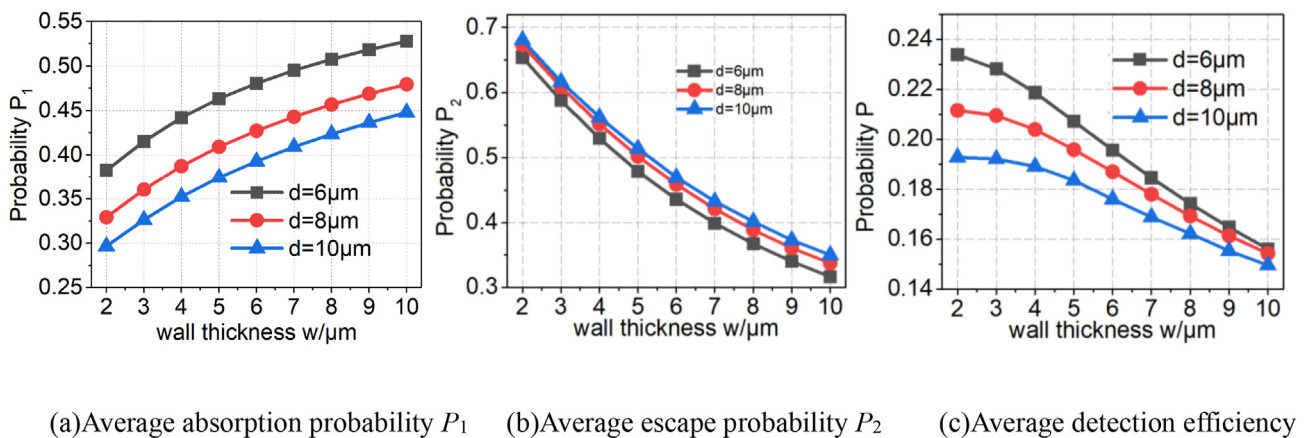 Probability P1
0.55
0.50
0.45
0.40
0.35
0.30
0.25
d=6μm
d=8μm
d=10μm
2 3 4 5 6 7 8 9 10
wall thickness w/μm
Probability P2
0.7
0.6
0.5
0.4
0.3
d=6μm
d=8μm
d=10μm
2 3 4 5 6 7 8 9 10
wall thickness w/μm
Probability P
0.24
0.22
0.20
0.18
0.16
0.14
d=6μm
d=8μm
d=10μm
2 3 4 5 6 7 8 9 10
wall thickness w/μm
(a)Average absorption probability P1
(b)Average escape probability P2
(c)Average detection efficiency